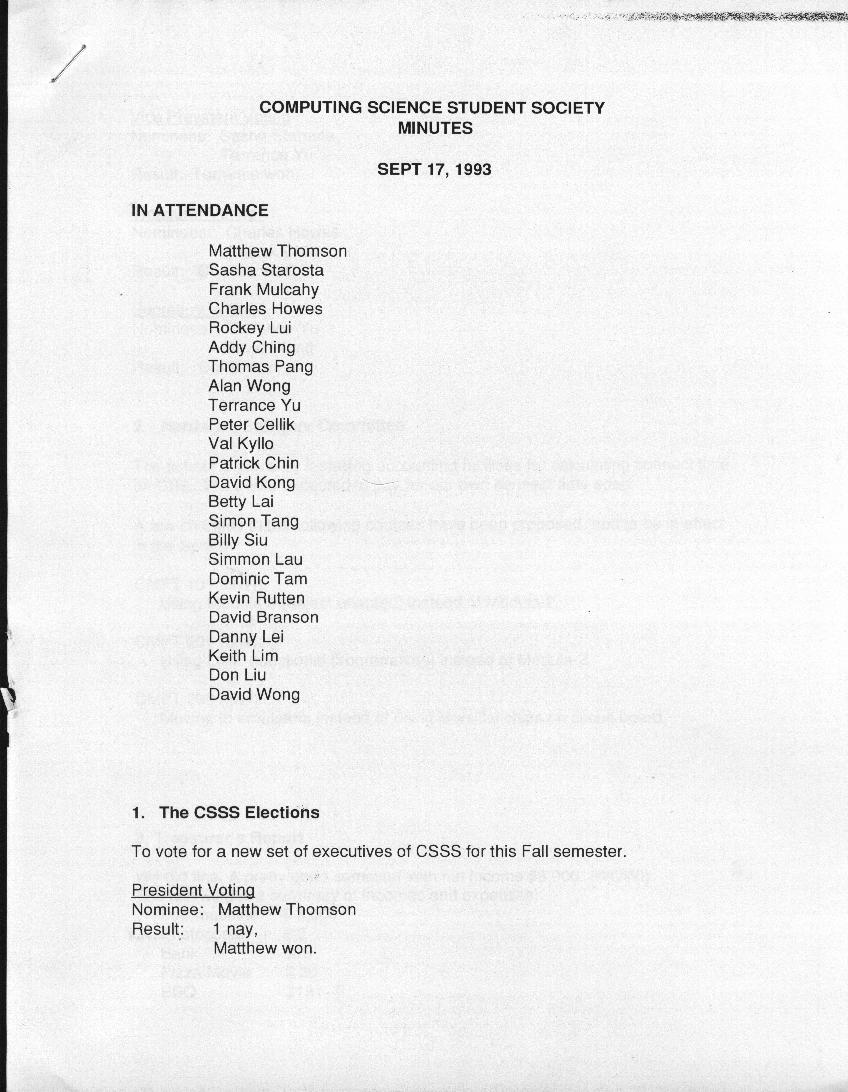 COMPUTING SCIENCE STUDENT SOCIETY
MINUTES
SEPT 17, 1993
IN ATTENDANCE
Matthew Thomson
Sasha Starosta
Frank Mulcahy
Charles Howes
Rockey Lui
Addy Ching
Thomas Pang
Alan Wong
Terrance Yu
Peter Cellik
Val Kyllo
Patrick Chin
David Kong
Betty Lai
Simon Tang
Billy Siu
Simmon Lau
Dominic Tam
Kevin Rutten
David Branson
Danny Lei
Keith Lim
Don Liu
David Wong
1. The CSSS Elections
To vote for a new set of executives of CSSS for this Fall semester.
President Voting
Nominee: Matthew Thomson
Result: 1 nay,
Matthew won.